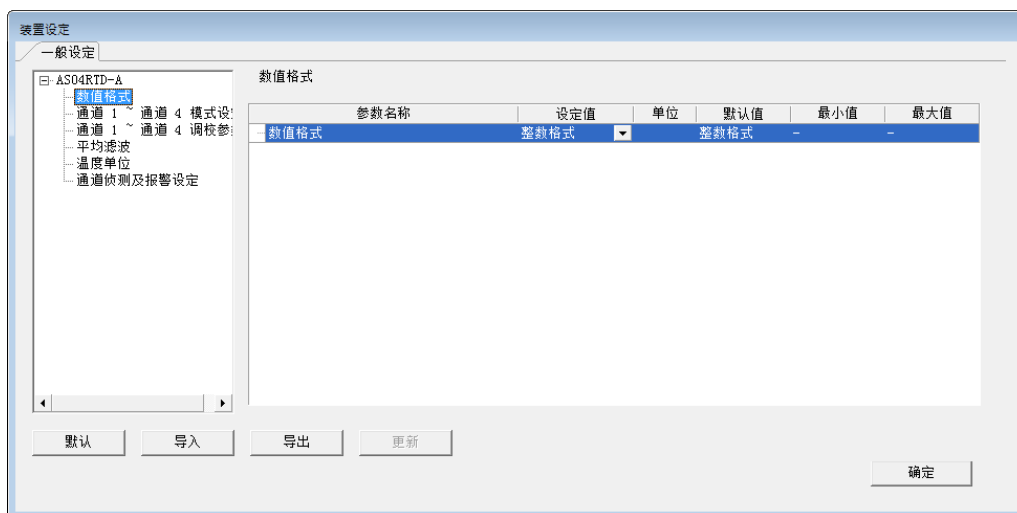 装置设定
一般设定
AS04RTD-A
数值格式
通道 1 ~ 通道 4 模式设
通道 1 ~ 通道 4 调校参
平均滤波
温度单位
通道侦测及报警设定
数值格式
参数名称 设定值 单位 默认值 最小值 最大值
数值格式 整数格式 整数格式 - -
默认 导入 导出 更新
确定